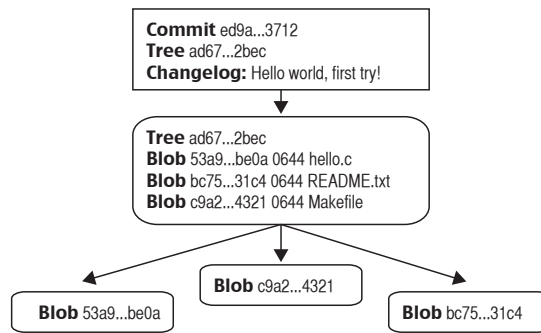 Commit ed9a...3712
Tree ad67...2bec
Changelog: Hello world, first try!
Tree ad67...2bec
Blob 53a9...be0a 0644 hello.c
Blob bc75...31c4 0644 README.txt
Blob c9a2...4321 0644 Makefile
Blob 53a9...be0a
Blob c9a2...4321
Blob bc75...31c4